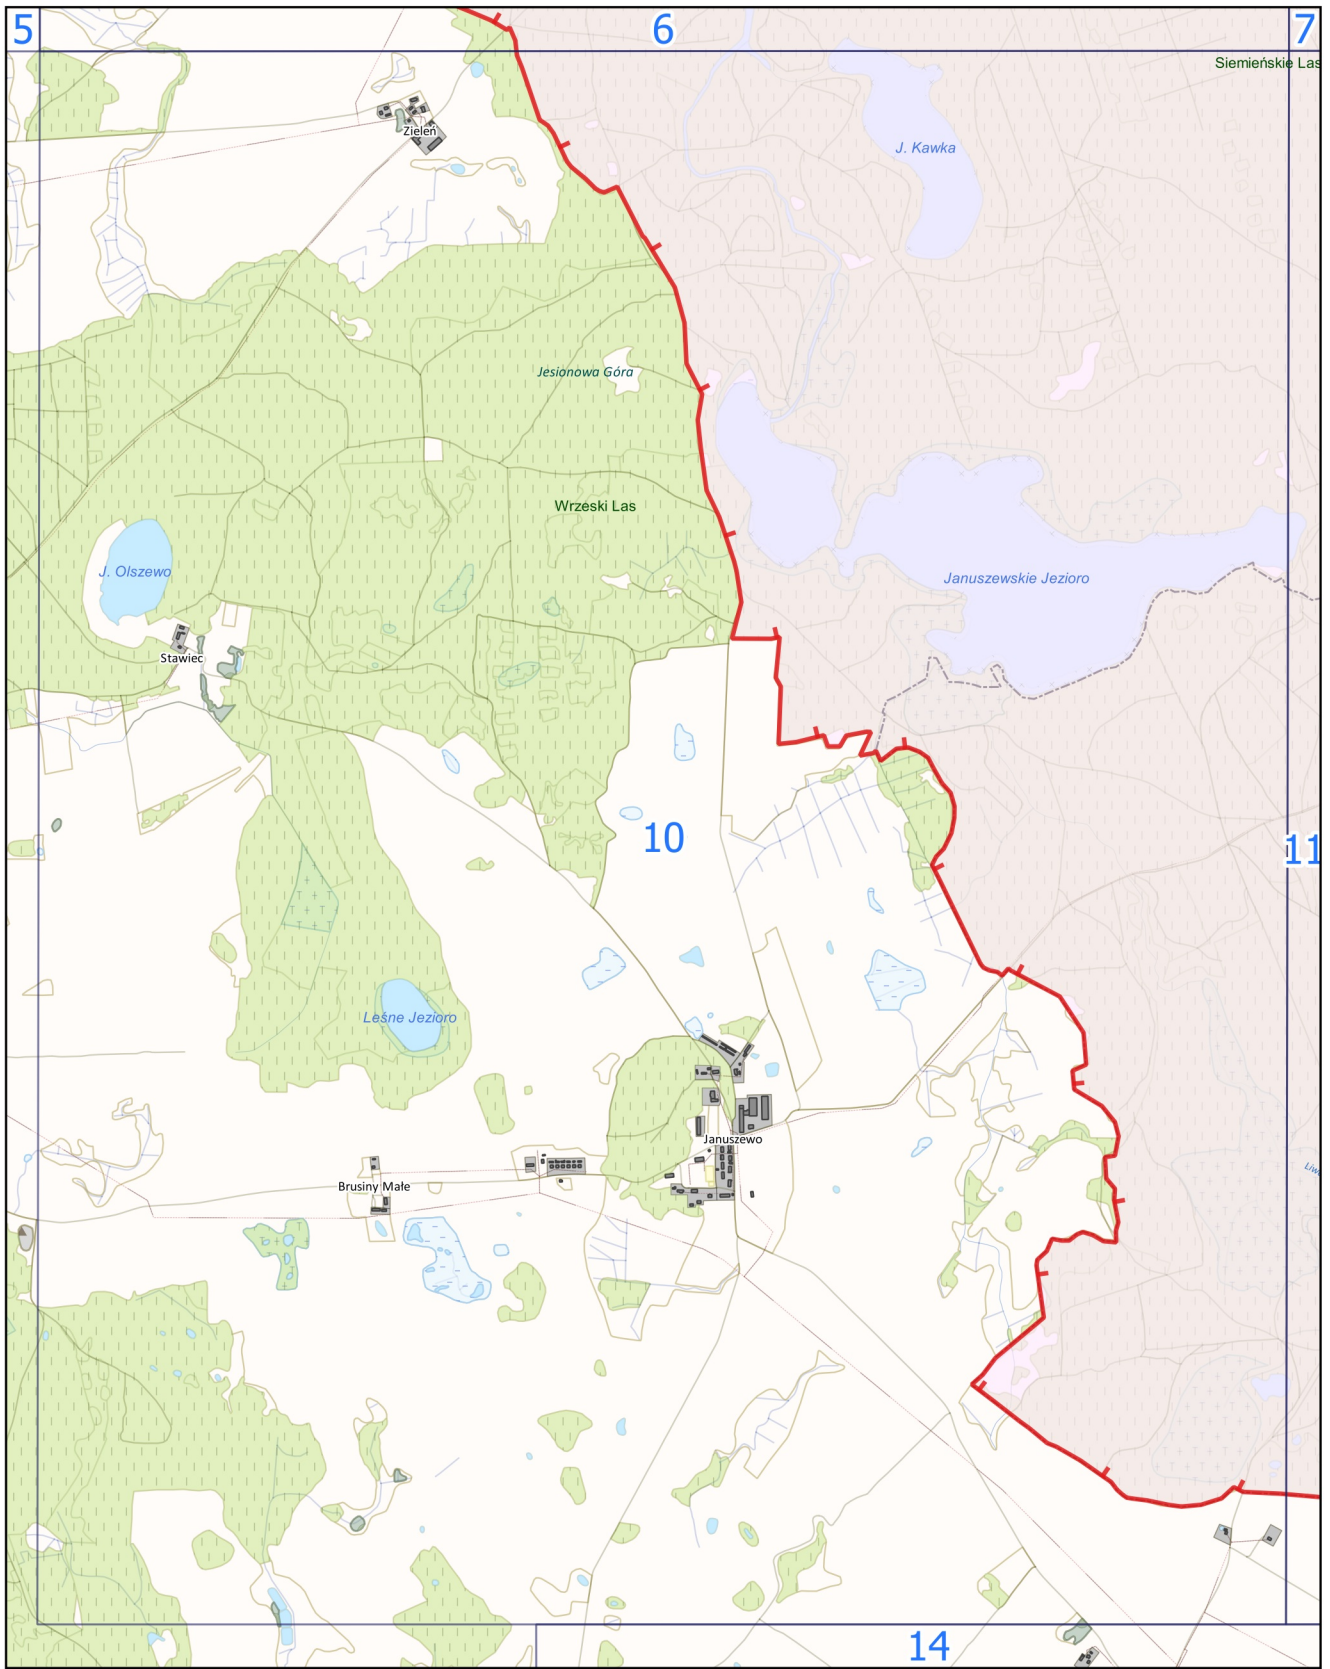 5
6
7
Siemieńskie Las
Zieleń
J. Kawka
Jesionowa Góra
Wrzeski Las
J. Olszewo
Januszewskie Jezioro
Stawiec
10
11
Leśne Jezioro
Januszewo
Brusiny Małe
Liw
14